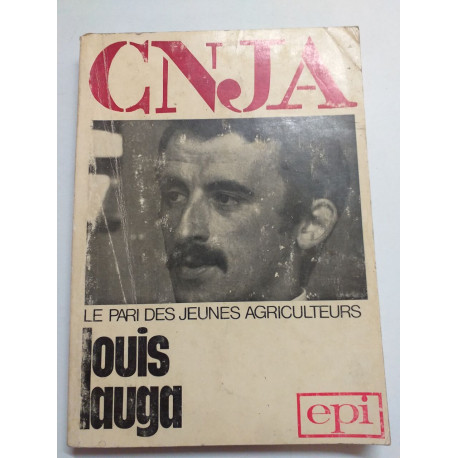 CNJA
LE PARI DES JEUNES AGRICULTEURS
louis
lauga
epi